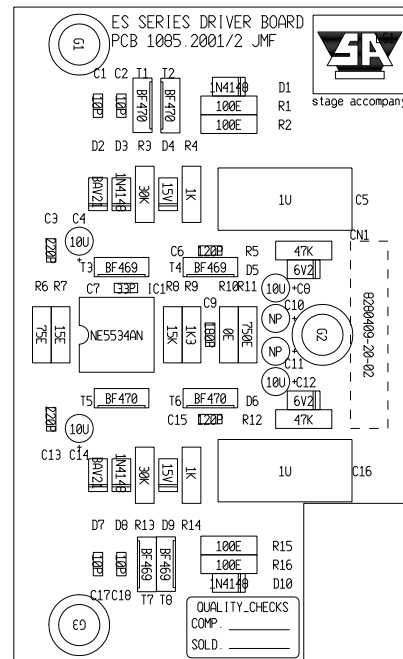 ES SERIES DRIVER BOARD
PCB 1085.2001/2 JMF
G1
LG1
SA
stage accompany
C1 C2 T1 T2
10P 10P BF470 BF470
1N4148 D1
100E R1
100E R2
D2 D3 R3 D4 R4
BAV21 1N4148 30K 15V 1K
1U C5
C3 C4
220P 10U
CN1
C6 120P R5 47K
T3 BF469 T4 BF469 D5 6V2
R6 R7 C7 33P IC1 R8 R9 R10 R11 10U C8
C9 C10
75E 15E NE5534AN 15K 1K3 180P 0E 750E NP
G2
8280409-20-02
NP
C11
10U C12
T5 BF470 T6 BF470 D6 6V2
220P 10U C15 120P R12 47K
C13 C14
BAV21 1N4148 30K 15V 1K
1U C16
D7 D8 R13 D9 R14
10P 10P BF469 BF469
100E R15
100E R16
1N4148 D10
C17 C18 T7 T8
G3
QUALITY_CHECKS
COMP.
SOLD.